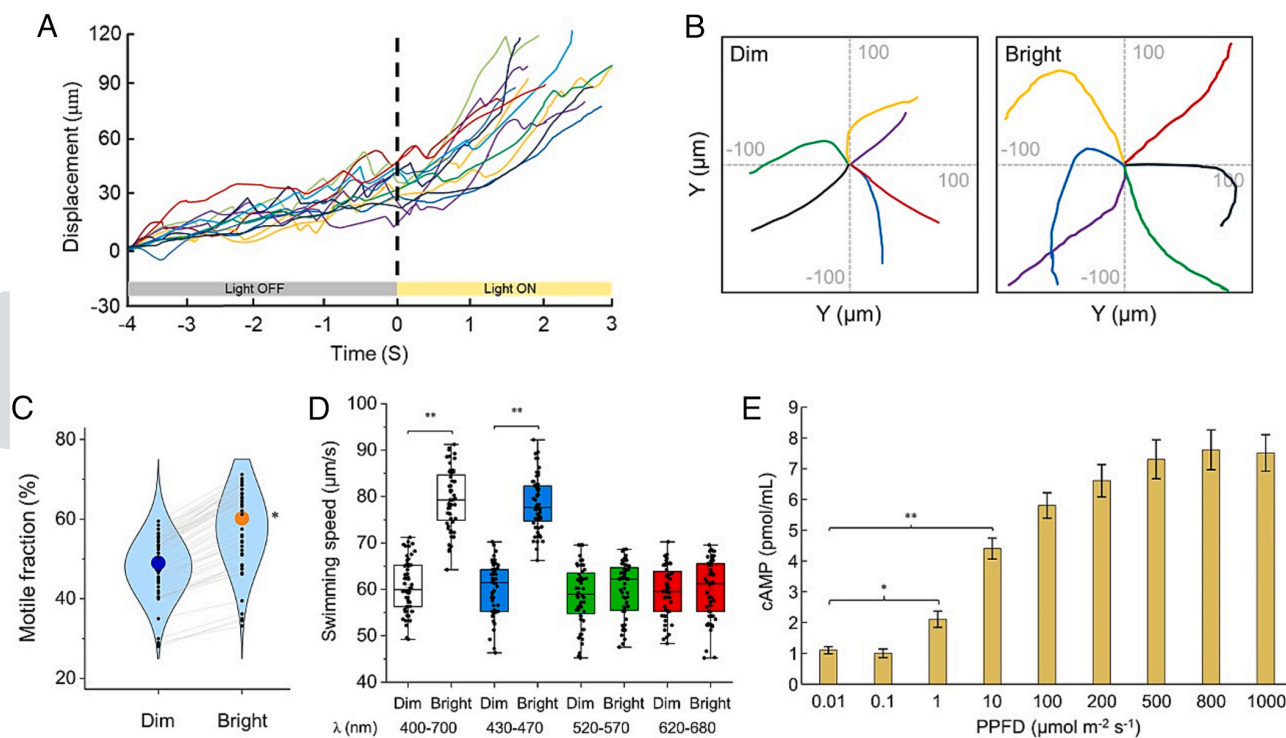 A
Displacement (µm)
120
90
60
30
0
-30
Light OFF
Light ON
-4
-3
-2
-1
0
1
2
3
Time (S)
B
Dim
100
-100
100
-100
Y (µm)
Y (µm)
Bright
100
-100
100
-100
Y (µm)
Y (µm)
C
Motile fraction (%)
80
60
40
20
*
Dim
Bright
D
Swimming speed (µm/s)
100
90
80
70
60
50
40
**
**
Dim Bright Dim Bright Dim Bright Dim Bright
λ (nm) 400-700 430-470 520-570 620-680
E
cAMP (pmol/mL)
9
8
7
6
5
4
3
2
1
0
**
*
0.01 0.1 1 10 100 200 500 800 1000
PPFD (µmol m⁻² s⁻¹)